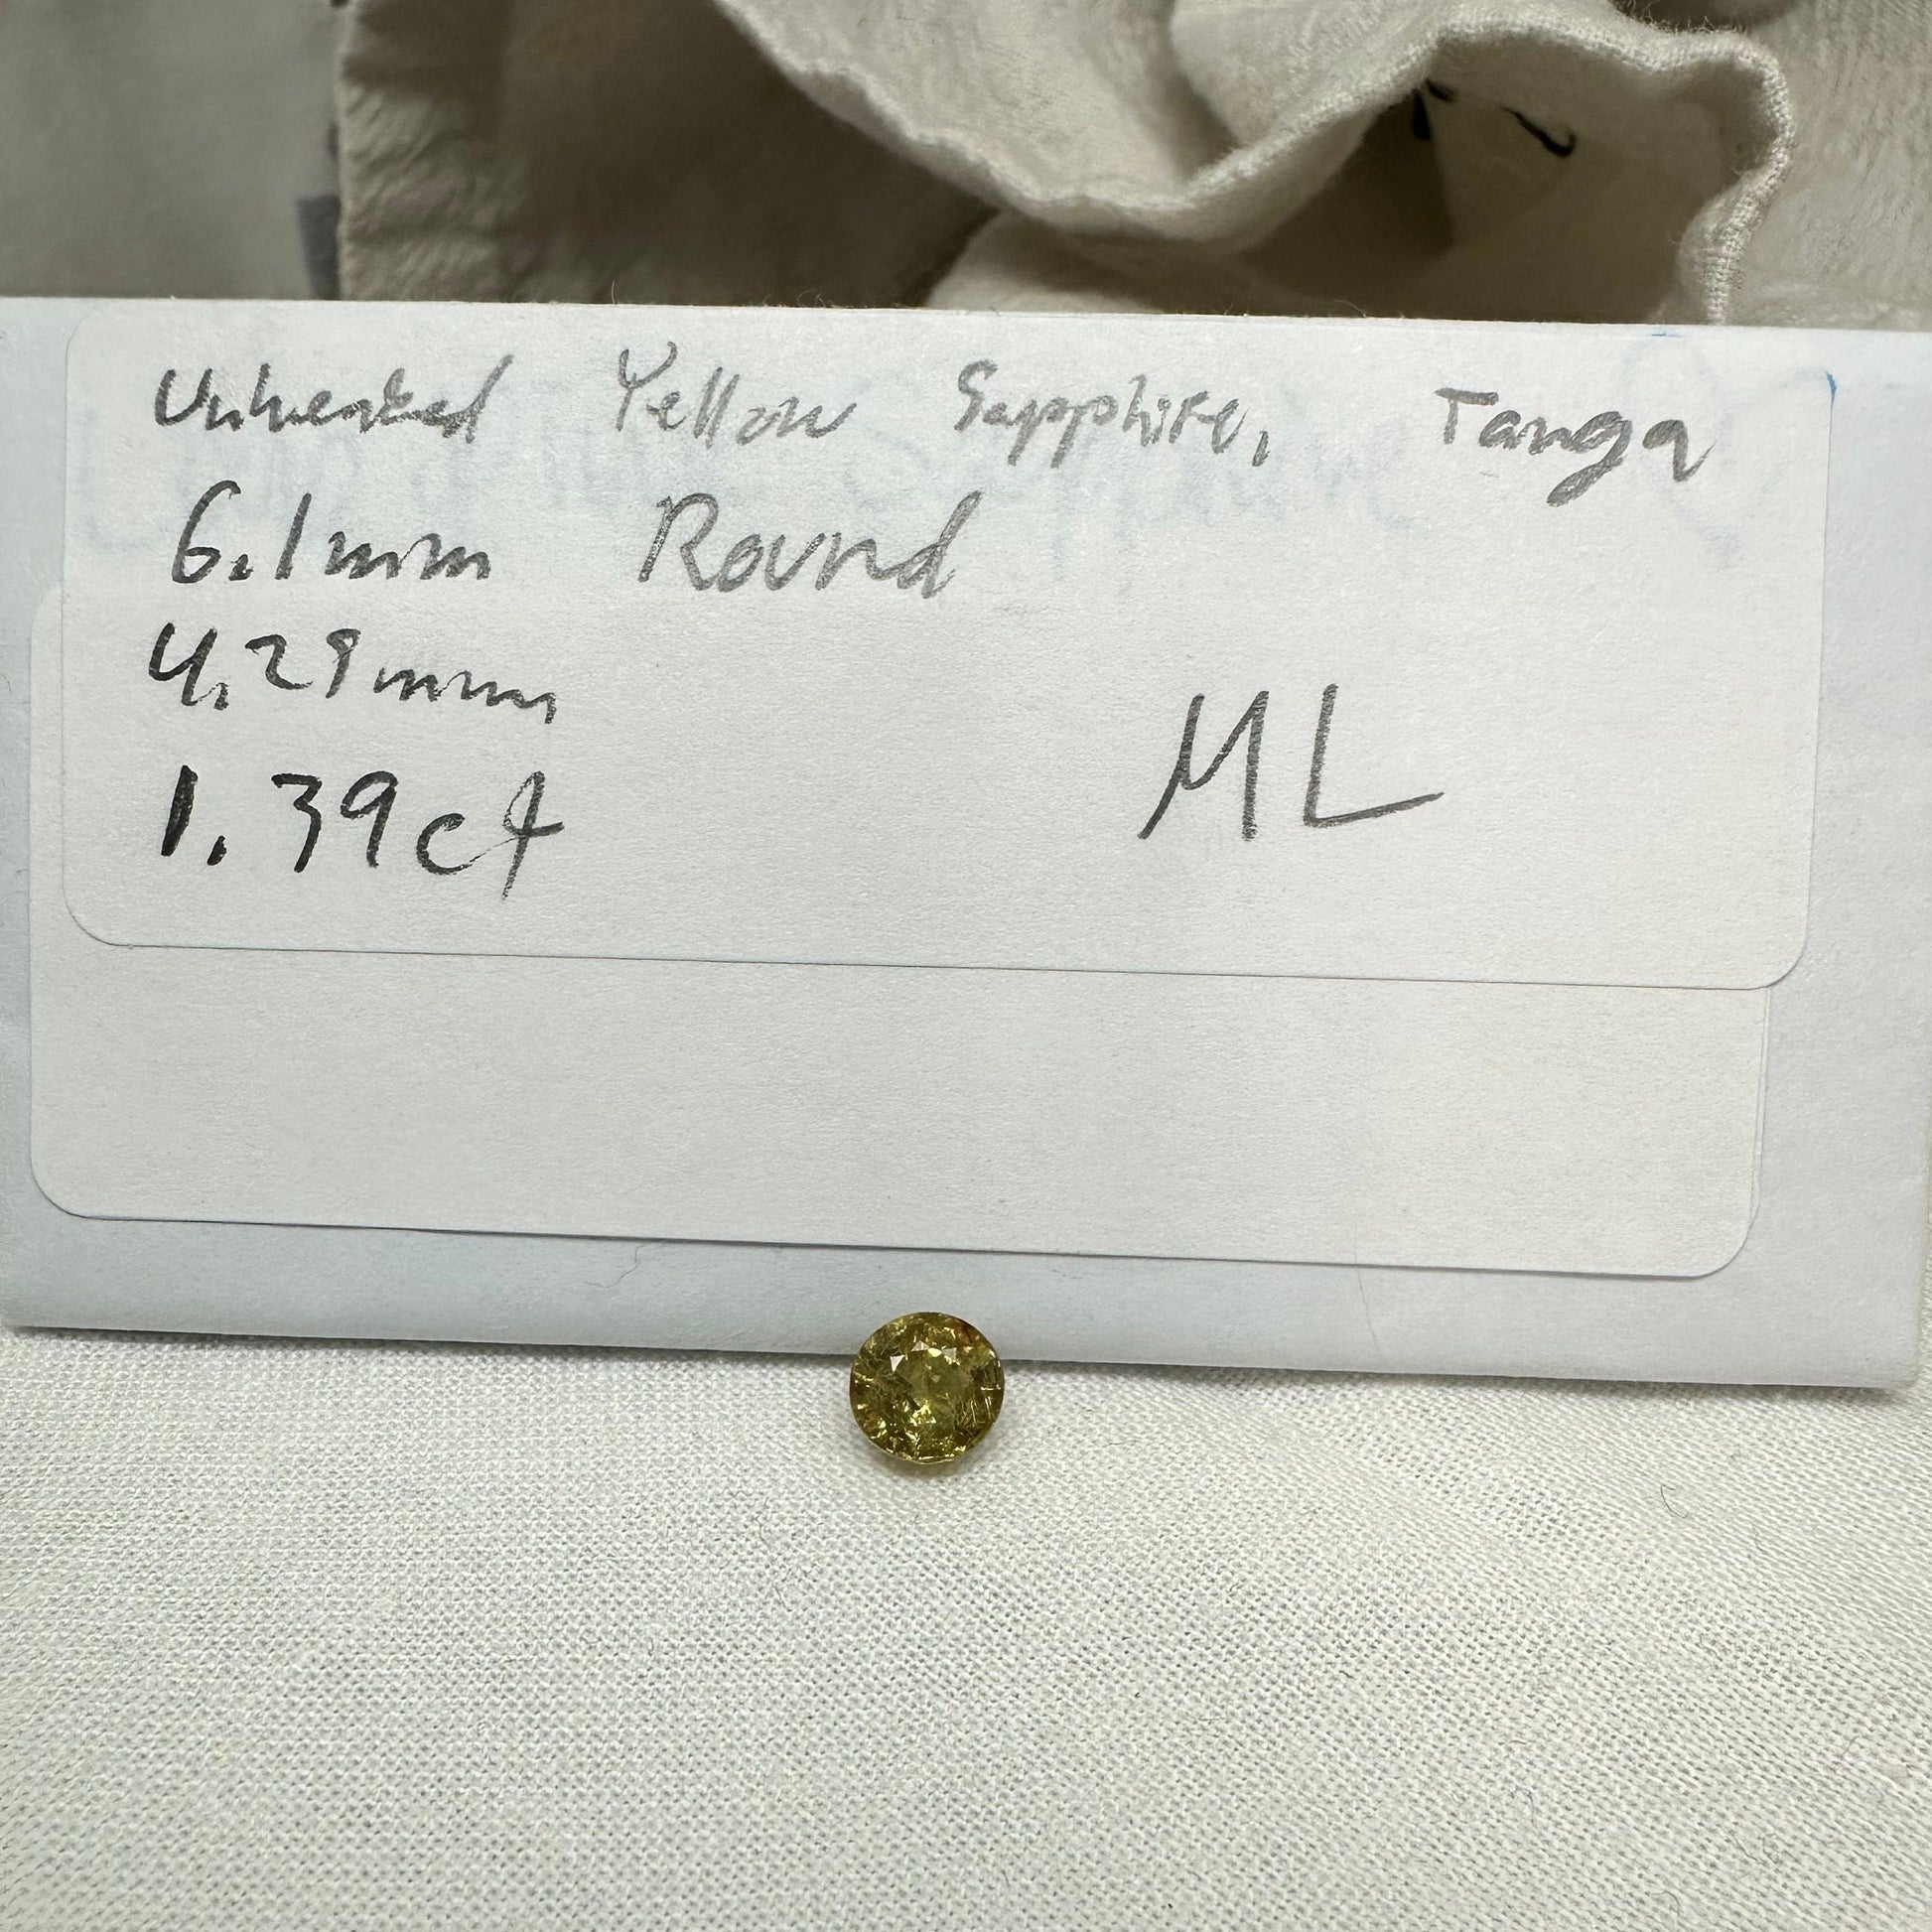 Unheated Yellow Sapphire, Tanga
6.1mm Round
4.29mm
1.39ct
ML